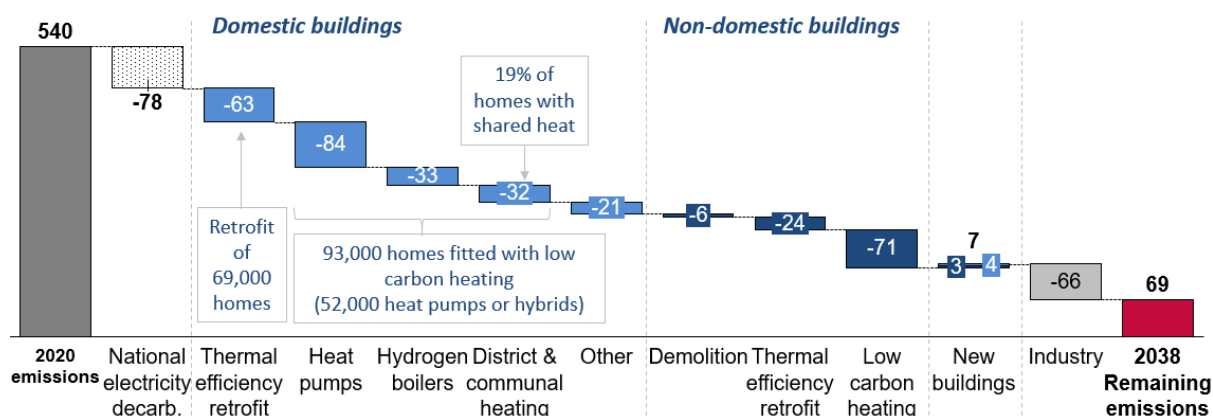 Domestic buildings
Non-domestic buildings
540
-78
-63
-84
-33
-32
-21
-6
-24
-71
7
3
4
-66
69
19% of
homes with
shared heat
Retrofit
of
69,000
homes
93,000 homes fitted with low
carbon heating
(52,000 heat pumps or hybrids)
2020
emissions
National
electricity
decarb.
Thermal
efficiency
retrofit
Heat
pumps
Hydrogen
boilers
District &
communal
heating
Other
Demolition
Thermal
efficiency
retrofit
Low
carbon
heating
New
buildings
Industry
2038
Remaining
emissions